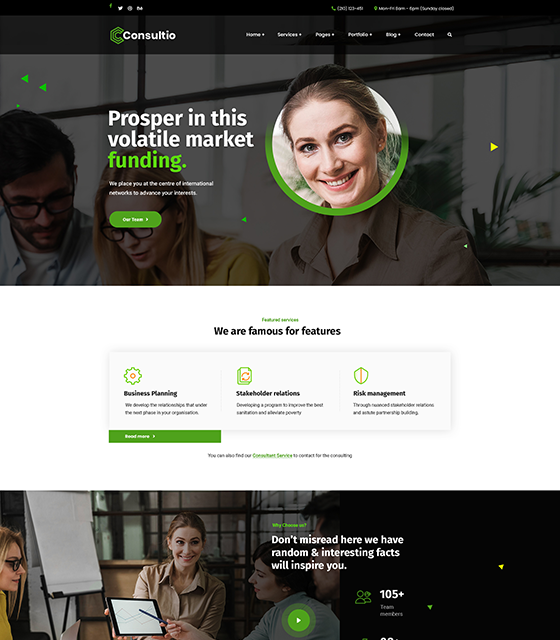 (210) 123-451
Mon-Fri 8am - 6pm (Sunday closed)
Consultio
Home + Services + Pages + Portfolio + Blog + Contact
Prosper in this
volatile market
funding.
We place you at the centre of international
networks to advance your interests.
Our Team
Featured services
We are famous for features
Business Planning
We develop the relationships that under
the next phase in your organisation.
Stakeholder relations
Developing a program to improve the best
sanitation and alleviate poverty
Risk management
Through nuanced stakeholder relations
and astute partnership building.
Read more
You can also find our Consultant Service to contact for the consulting
Why Choose us?
Don't misread here we have
random & interesting facts
will inspire you.
105+
Team
members